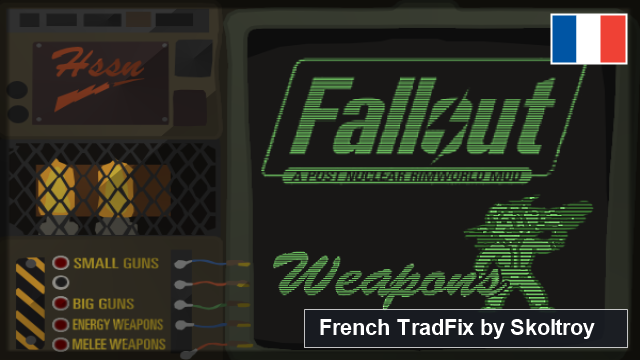 Hssn
Fallout
A POST NUCLEAR RIMWORLD MOD
SMALL GUNS
BIG GUNS
ENERGY WEAPONS
MELEE WEAPONS
Weapons
French TradFix by Skoltroy